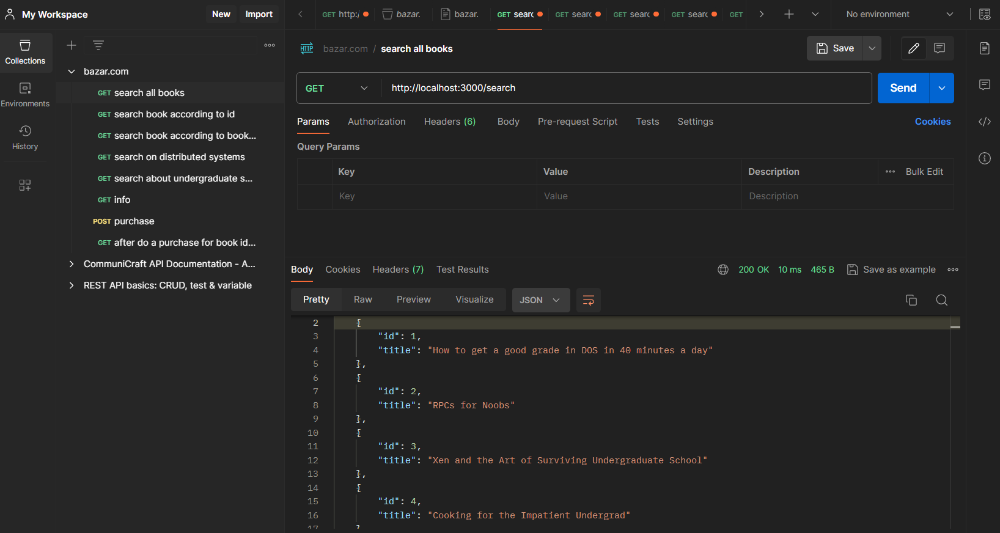 My Workspace
New
Import
GET http:/
bazar.
bazar.
GET searc
GET searc
GET searc
GET searc
GET
No environment
Collections
Environments
History
bazar.com
GET search all books
GET search book according to id
GET search book according to book...
GET search on distributed systems
GET search about undergraduate s...
GET info
POST purchase
GET after do a purchase for book id...
CommuniCraft API Documentation - A...
REST API basics: CRUD, test & variable
HTTP bazar.com / search all books
Save
GET http://localhost:3000/search
Send
Params Authorization Headers (6) Body Pre-request Script Tests Settings
Cookies
Query Params
Key Value Description ••• Bulk Edit
Key Value Description
Body Cookies Headers (7) Test Results
200 OK 10 ms 465 B Save as example
Pretty Raw Preview Visualize JSON
2 {
3 "id": 1,
4 "title": "How to get a good grade in DOS in 40 minutes a day"
5 },
6 {
7 "id": 2,
8 "title": "RPCs for Noobs"
9 },
10 {
11 "id": 3,
12 "title": "Xen and the Art of Surviving Undergraduate School"
13 },
14 {
15 "id": 4,
16 "title": "Cooking for the Impatient Undergrad"
17 }